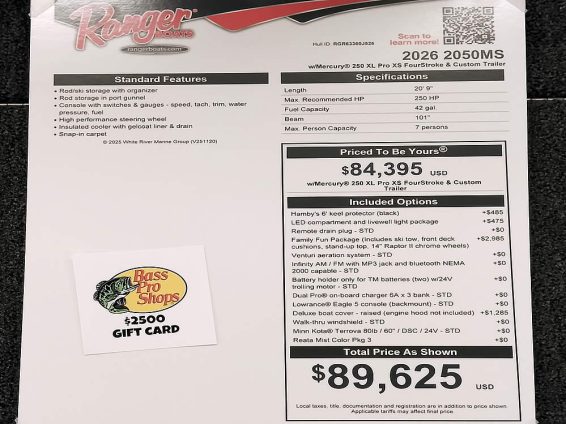 Ranger
BOATS
rangerboats.com
Hull ID: RGR63360J526
Scan to
learn more!
2026 2050MS
w/Mercury® 250 XL Pro XS FourStroke & Custom Trailer
Standard Features
• Rod/ski storage with organizer
• Rod storage in port gunnel
• Console with switches & gauges - speed, tach, trim, water
pressure, fuel
• High performance steering wheel
• Insulated cooler with gelcoat liner & drain
• Snap-in carpet
© 2025 White River Marine Group (V251120)
Specifications
Length 20' 9"
Max. Recommended HP 250 HP
Fuel Capacity 42 gal.
Beam 101"
Max. Person Capacity 7 persons
Priced To Be Yours®
$84,395 USD
w/Mercury® 250 XL Pro XS FourStroke & Custom
Trailer
Included Options
Hamby's 6' keel protector (black) +$485
LED compartment and livewell light package +$475
Remote drain plug - STD +$0
Family Fun Package (includes ski tow, front deck +$2,985
cushions, stand-up top, 14" Raptor II chrome wheels)
Venturi aeration system - STD +$0
Infinity AM / FM with MP3 jack and bluetooth NEMA +$0
2000 capable - STD
Battery holder only for TM batteries (two) w/24V +$0
trolling motor - STD
Dual Pro® on-board charger 6A x 3 bank - STD +$0
Lowrance® Eagle 5 console (backmount) - STD +$0
Deluxe boat cover - raised (engine hood not included) +$1,285
Walk-thru windshield - STD +$0
Minn Kota® Terrova 80lb / 60" / DSC / 24V - STD +$0
Reata Mist Color Pkg 3 +$0
Total Price As Shown
$89,625 USD
Local taxes, title, documentation and registration are in addition to price shown.
Applicable tariffs may affect final price.
Bass
Pro
Shops
$2500
GIFT CARD